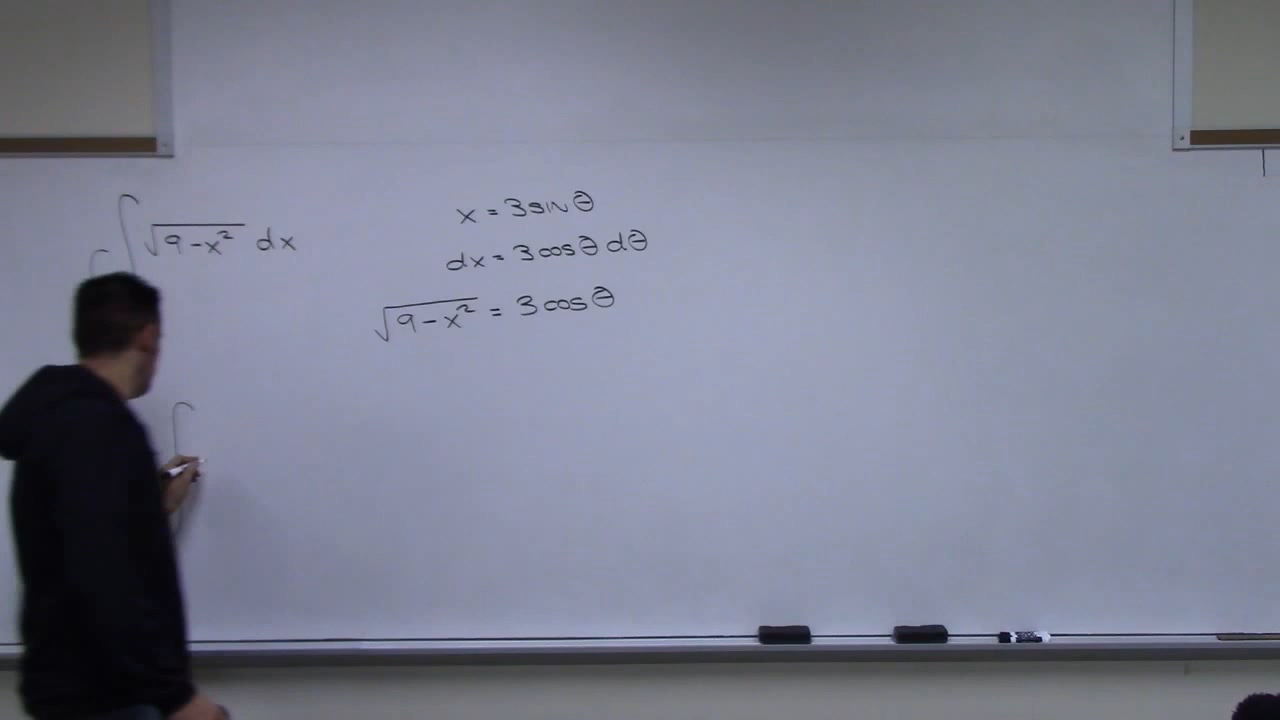 ∫ √9-x² dx
x = 3 sin θ
dx = 3 cos θ dθ
√9-x² = 3 cos θ
∫